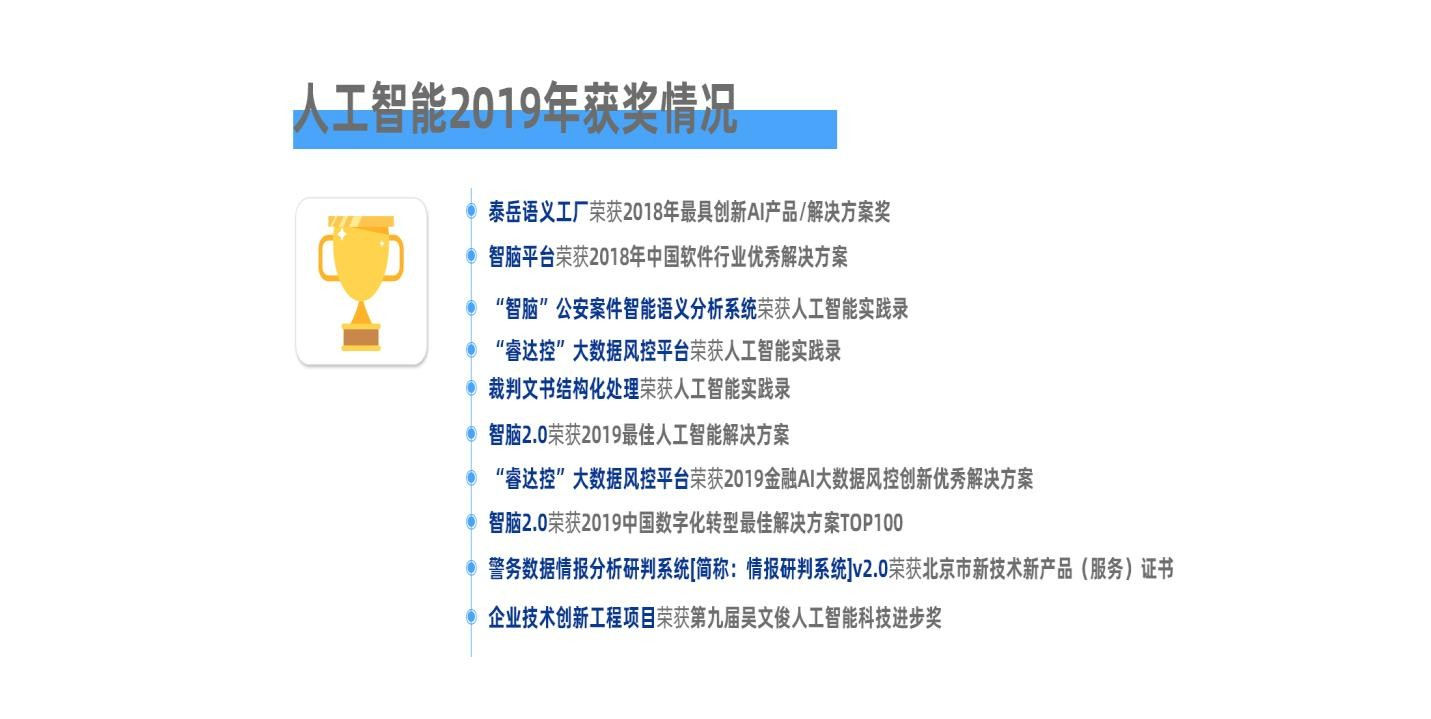 人工智能2019年获奖情况
泰岳语义工厂荣获2018年最具创新AI产品/解决方案奖
智脑平台荣获2018年中国软件行业优秀解决方案
“智脑”公安案件智能语义分析系统荣获人工智能实践录
“睿达控”大数据风控平台荣获人工智能实践录
裁判文书结构化处理荣获人工智能实践录
智脑2.0荣获2019最佳人工智能解决方案
“睿达控”大数据风控平台荣获2019金融AI大数据风控创新优秀解决方案
智脑2.0荣获2019中国数字化转型最佳解决方案TOP100
警务数据情报分析研判系统[简称：情报研判系统]v2.0荣获北京市新技术新产品（服务）证书
企业技术创新工程项目荣获第九届吴文俊人工智能科技进步奖